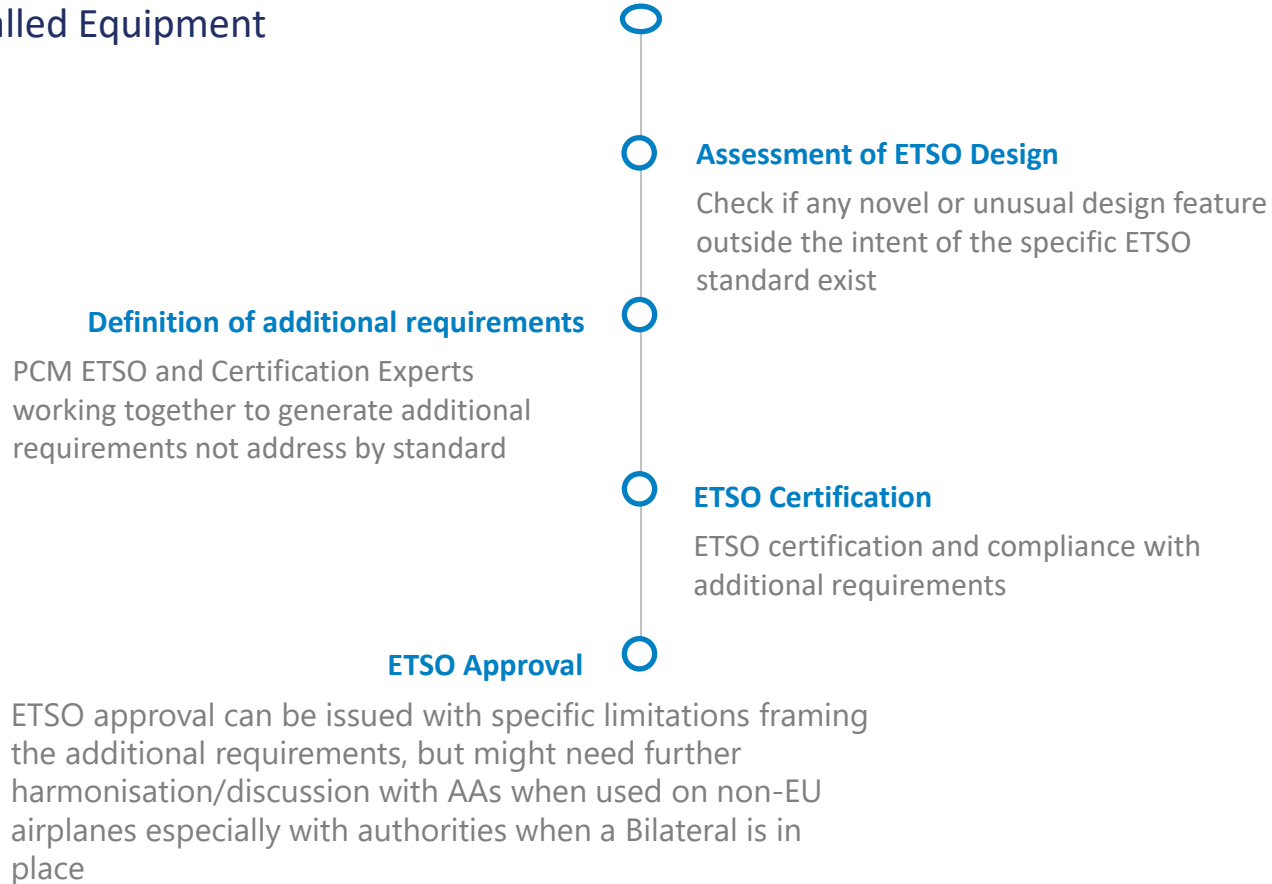 alled Equipment
Assessment of ETSO Design
Check if any novel or unusual design feature
outside the intent of the specific ETSO
standard exist
Definition of additional requirements
PCM ETSO and Certification Experts
working together to generate additional
requirements not address by standard
ETSO Certification
ETSO certification and compliance with
additional requirements
ETSO Approval
ETSO approval can be issued with specific limitations framing
the additional requirements, but might need further
harmonisation/discussion with AAs when used on non-EU
airplanes especially with authorities when a Bilateral is in
place